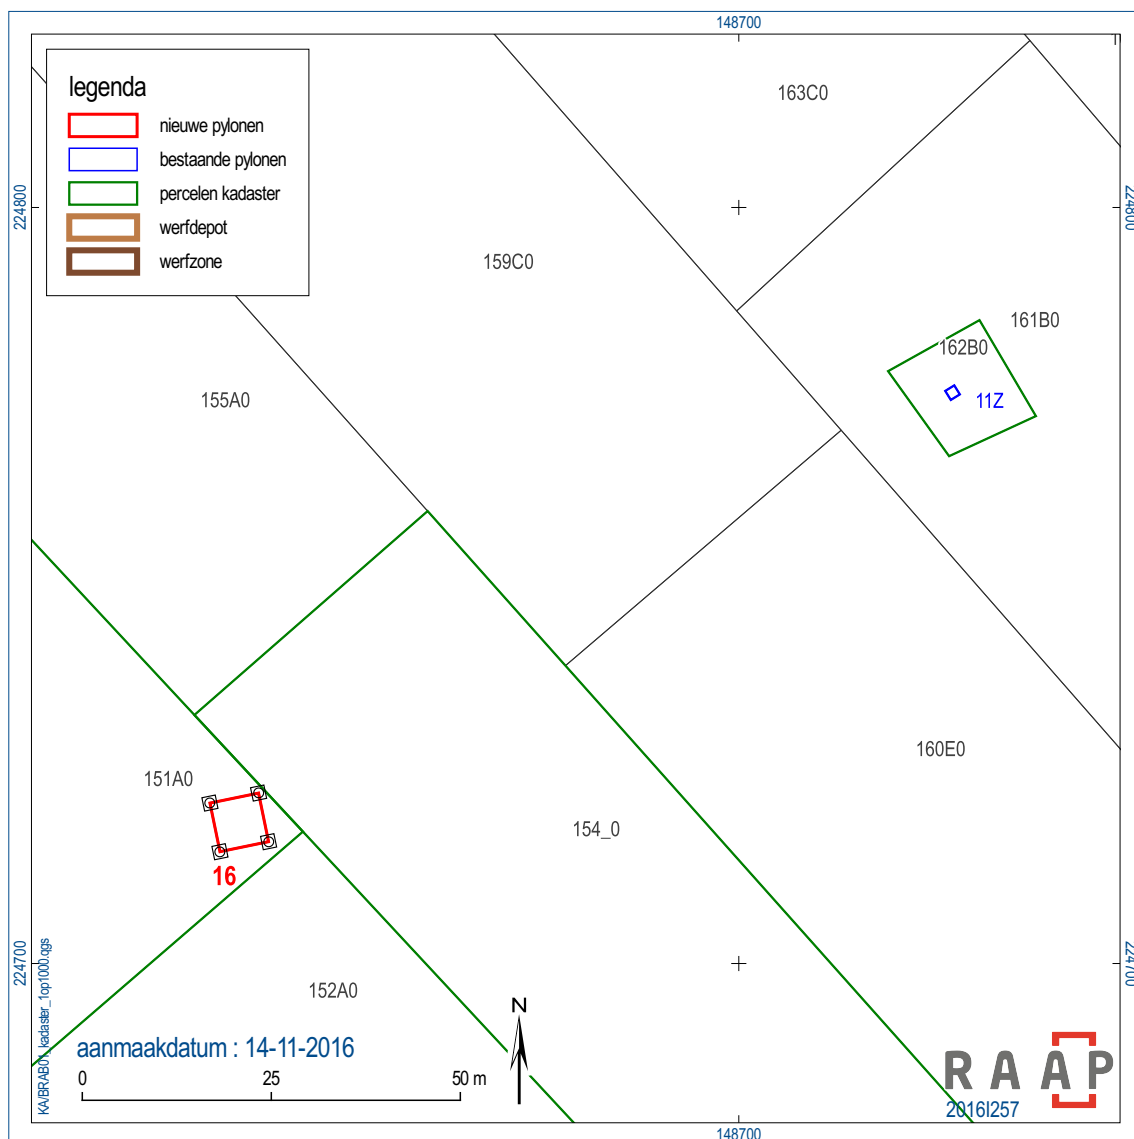 148700
legenda
nieuwe pylonen
bestaande pylonen
percelen kadaster
werfdepot
werfzone
163C0
224800
224800
159C0
161B0
162B0
11Z
155A0
151A0
160E0
154_0
16
224700
224700
152A0
KA/BRAB01_kadaster_1op1000.qgs
N
aanmaakdatum : 14-11-2016
0 25 50 m
RAAP
2016I257
148700